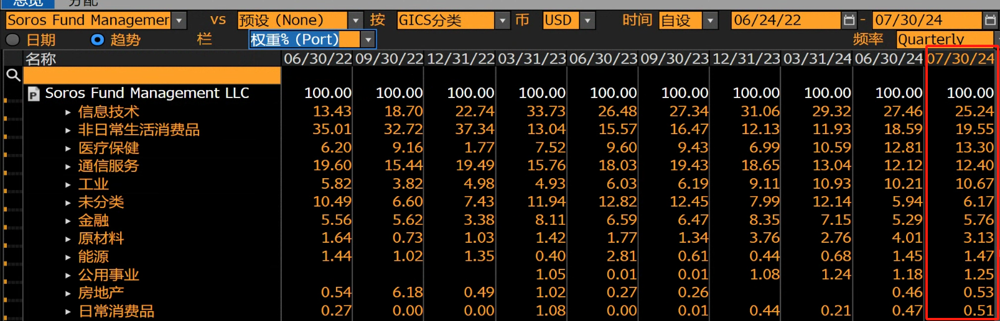 总览 分配
Soros Fund Managemer vs 预设 (None) 按 GICS分类 币 USD 时间 自设 06/24/22 - 07/30/24
日期 趋势 栏 权重% (Port) 频率 Quarterly
名称 06/30/22 09/30/22 12/31/22 03/31/23 06/30/23 09/30/23 12/31/23 03/31/24 06/30/24 07/30/24
P Soros Fund Management LLC 100.00 100.00 100.00 100.00 100.00 100.00 100.00 100.00 100.00 100.00
信息技术 13.43 18.70 22.74 33.73 26.48 27.34 31.06 29.32 27.46 25.24
非日常生活消费品 35.01 32.72 37.34 13.04 15.57 16.47 12.13 11.93 18.59 19.55
医疗保健 6.20 9.16 1.77 7.52 9.60 9.43 6.99 10.59 12.81 13.30
通信服务 19.60 15.44 19.49 15.76 18.03 19.43 18.65 13.04 12.12 12.40
工业 5.82 3.82 4.98 4.93 6.03 6.19 9.11 10.93 10.21 10.67
未分类 10.49 6.60 7.43 11.94 12.82 12.45 7.99 12.14 5.94 6.17
金融 5.56 5.62 3.38 8.11 6.59 6.47 8.35 7.15 5.29 5.76
原材料 1.64 0.73 1.03 1.42 1.77 1.34 3.76 2.76 4.01 3.13
能源 1.44 1.02 1.35 0.40 2.81 0.61 0.44 0.68 1.45 1.47
公用事业 1.05 0.01 0.01 1.08 1.24 1.18 1.25
房地产 0.54 6.18 0.49 1.02 0.27 0.26 0.46 0.53
日常消费品 0.27 0.00 0.00 1.08 0.00 0.01 0.44 0.21 0.47 0.51